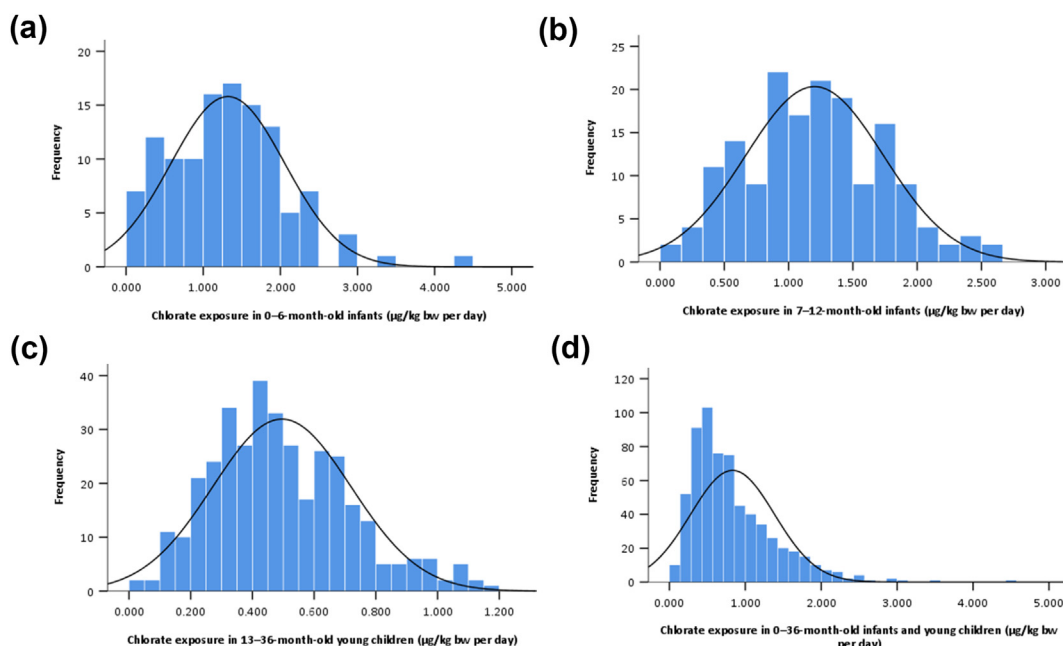 (a)
Frequency
20
15
10
5
0
0.000 1.000 2.000 3.000 4.000 5.000
Chlorate exposure in 0–6-month-old infants (µg/kg bw per day)
(b)
Frequency
25
20
15
10
5
0
0.000 0.500 1.000 1.500 2.000 2.500 3.000
Chlorate exposure in 7–12-month-old infants (µg/kg bw per day)
(c)
Frequency
40
30
20
10
0
0.000 0.200 0.400 0.600 0.800 1.000 1.200
Chlorate exposure in 13–36-month-old young children (µg/kg bw per day)
(d)
Frequency
120
100
80
60
40
20
0
0.000 1.000 2.000 3.000 4.000 5.000
Chlorate exposure in 0–36-month-old infants and young children (µg/kg bw
per day)